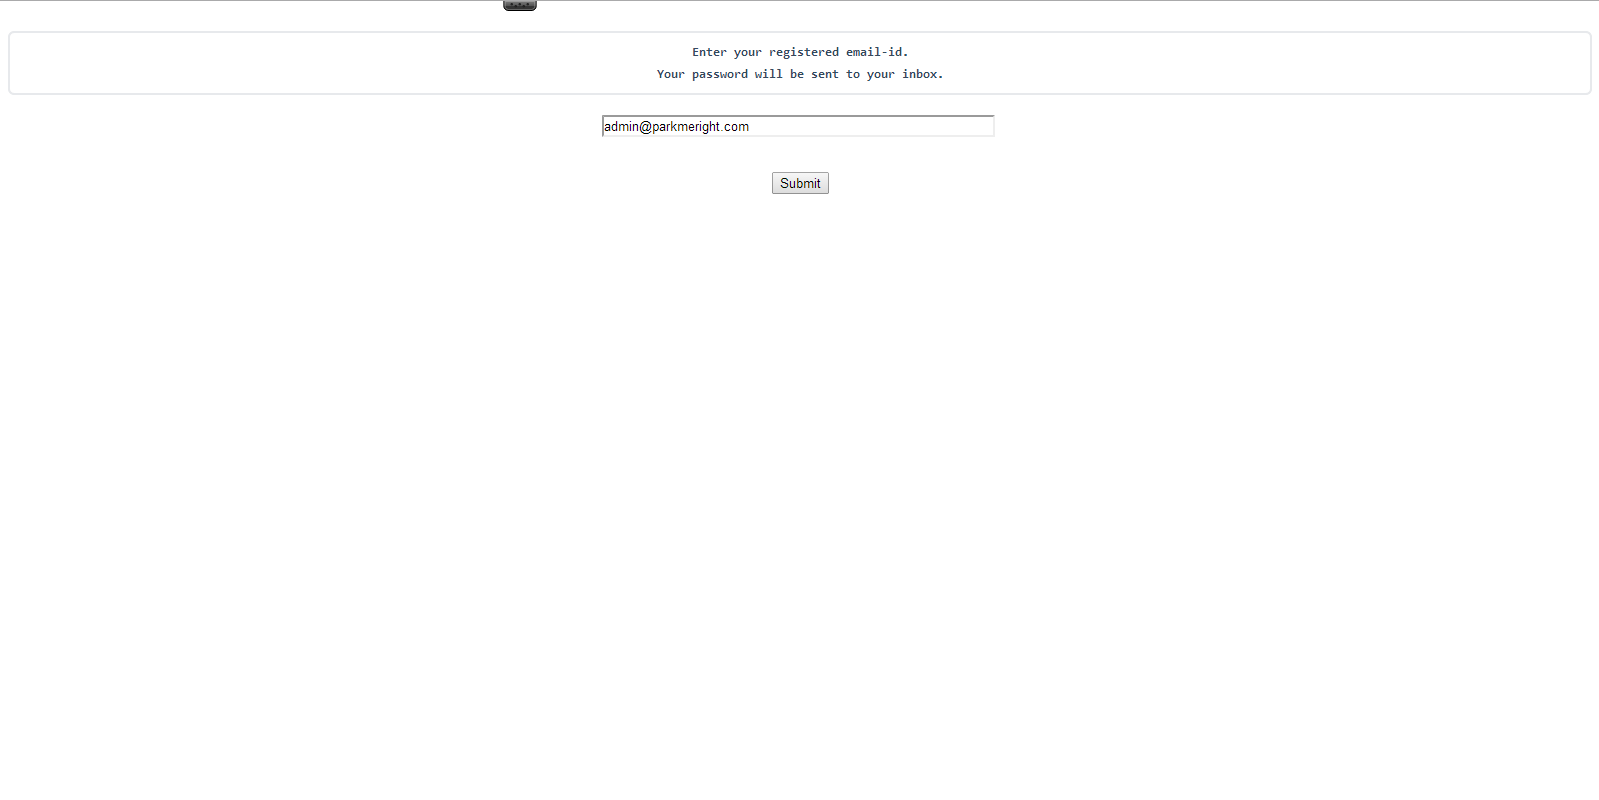 Enter your registered email-id.
Your password will be sent to your inbox.
admin@parkmeright.com
Submit